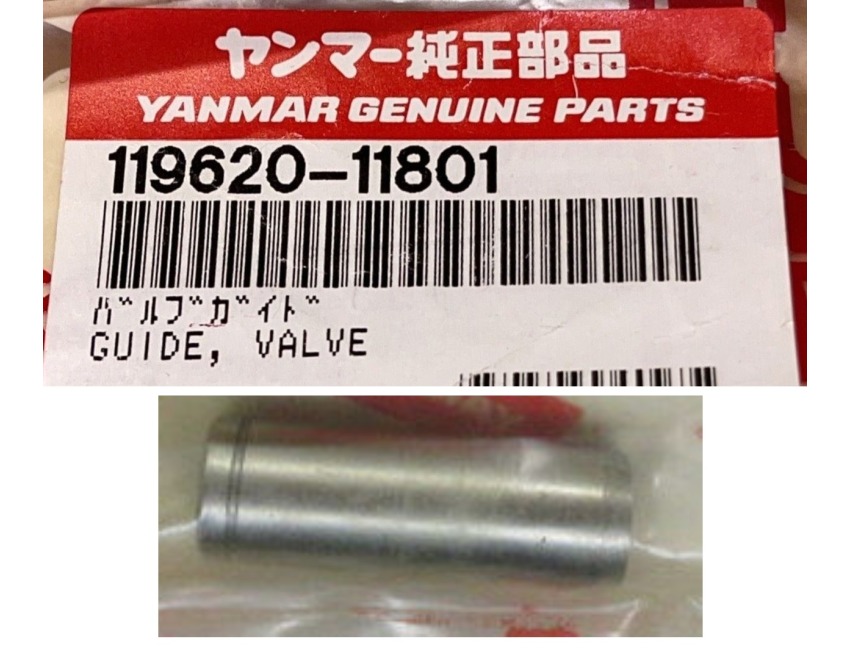 ヤンマー純正部品
YANMAR GENUINE PARTS
119620-11801
バルブガイド
GUIDE, VALVE